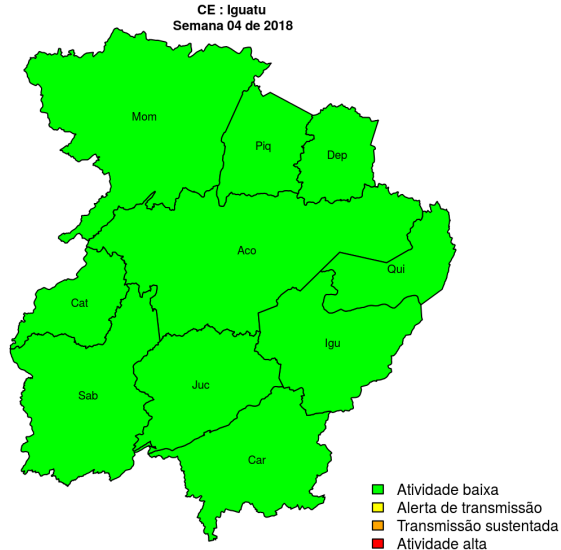 CE : Iguatu
Semana 04 de 2018
Mom
Piq
Dep
Aco
Qui
Cat
Igu
Juc
Sab
Car
Atividade baixa
Alerta de transmissão
Transmissão sustentada
Atividade alta